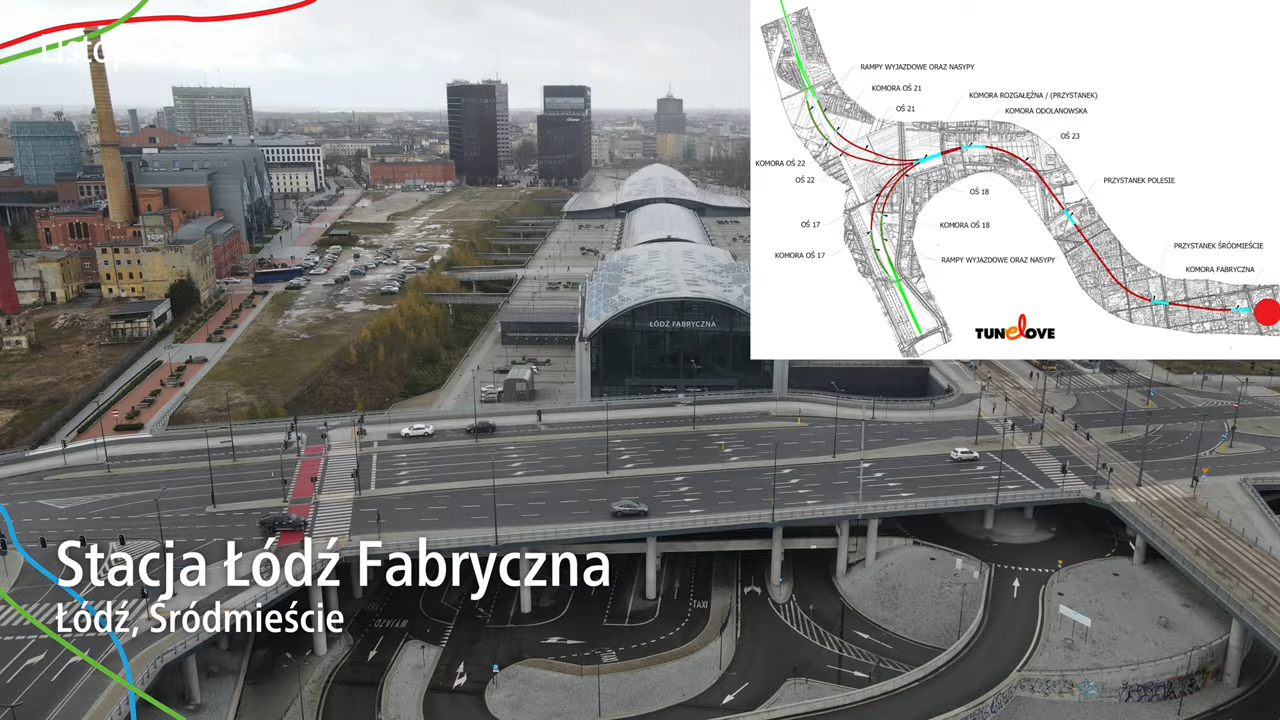 RAMPY WYJAZDOWE ORAZ NASYPY
KOMORA OŚ 21
KOMORA ROZGAŁĘŹNA / (PRZYSTANEK)
OŚ 21
KOMORA ODOLANOWSKA
OŚ 23
KOMORA OŚ 22
OŚ 22
PRZYSTANEK POLESIE
OŚ 18
OŚ 17
KOMORA OŚ 18
PRZYSTANEK ŚRÓDMIEŚCIE
KOMORA OŚ 17
RAMPY WYJAZDOWE ORAZ NASYPY
KOMORA FABRYCZNA
TUNELOVE
ŁÓDŹ FABRYCZNA
Stacja Łódź Fabryczna
Łódź, Śródmieście
TAXI
WYJAZD